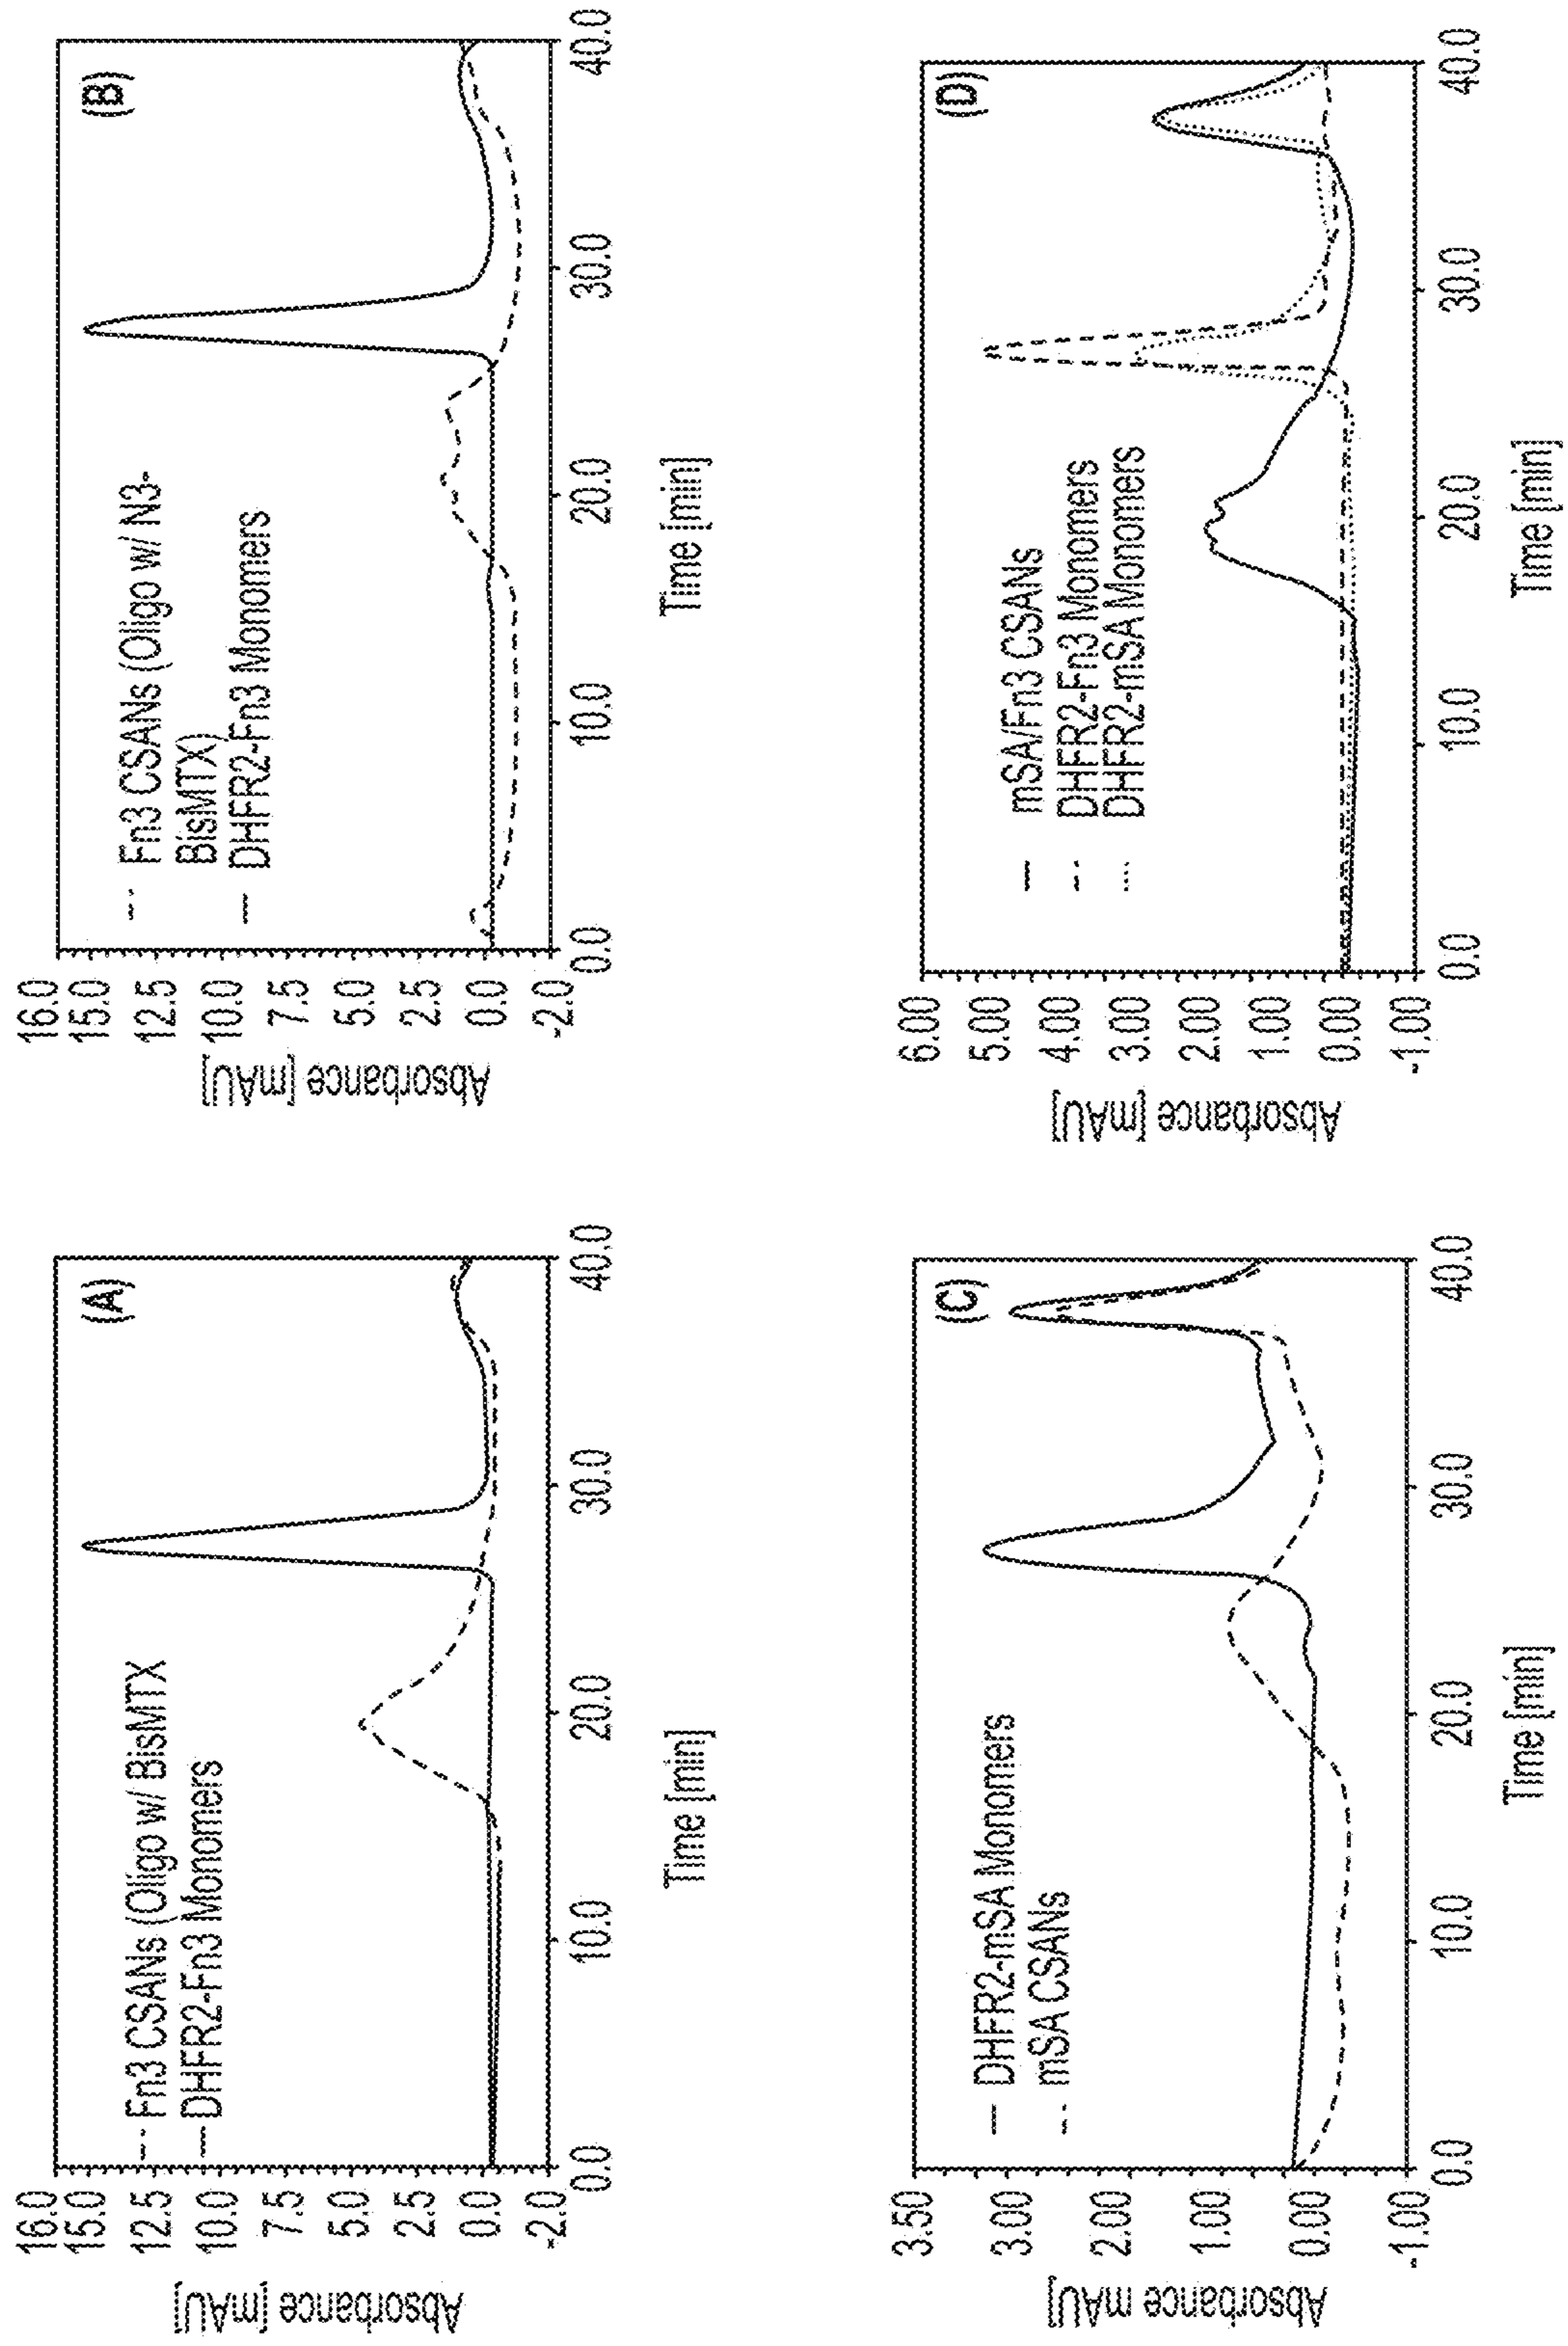 (A)
Absorbance [mAU]
16.0
15.0
12.5
10.0
7.5
5.0
2.5
0.0
-2.0
Fn3 CSANs (Oligo w/ BisMTX
DHFR2-Fn3 Monomers
0.0 10.0 20.0 30.0 40.0
Time [min]
(B)
Absorbance [mAU]
16.0
15.0
12.5
10.0
7.5
5.0
2.5
0.0
-2.0
Fn3 CSANs (Oligo w/ N3-
BisMTX)
DHFR2-Fn3 Monomers
0.0 10.0 20.0 30.0 40.0
Time [min]
(C)
Absorbance mAU]
3.50
3.00
2.00
1.00
0.00
-1.00
DHFR2-mSA Monomers
mSA CSANs
0.0 10.0 20.0 30.0 40.0
Time [min]
(D)
Absorbance [mAU]
6.00
5.00
4.00
3.00
2.00
1.00
0.00
-1.00
mSA/Fn3 CSANs
DHFR2-Fn3 Monomers
DHFR2-mSA Monomers
0.0 10.0 20.0 30.0 40.0
Time [min]